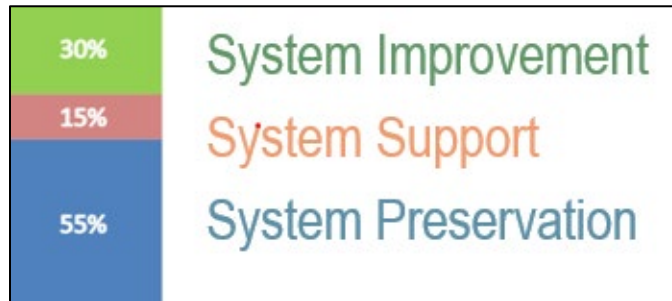 30% System Improvement
15% System Support
55% System Preservation